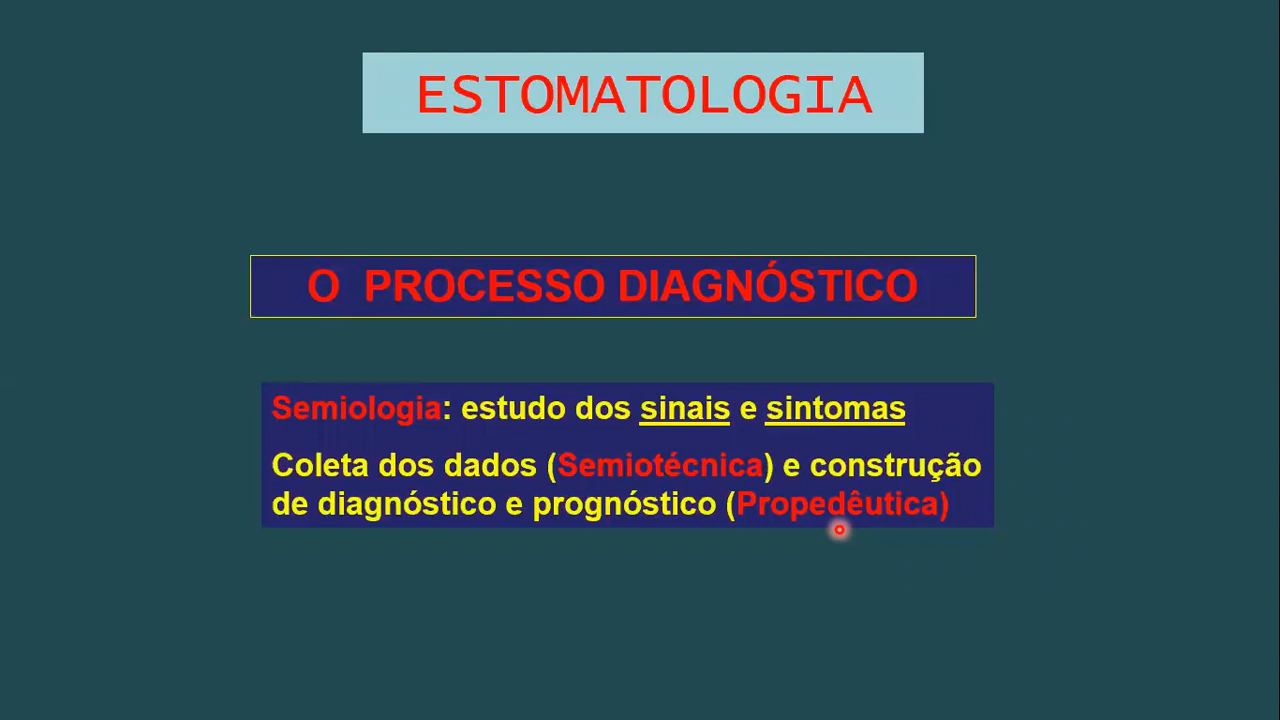 ESTOMATOLOGIA
O PROCESSO DIAGNÓSTICO
Semiologia: estudo dos sinais e sintomas
Coleta dos dados (Semiotécnica) e construção
de diagnóstico e prognóstico (Propedêutica)